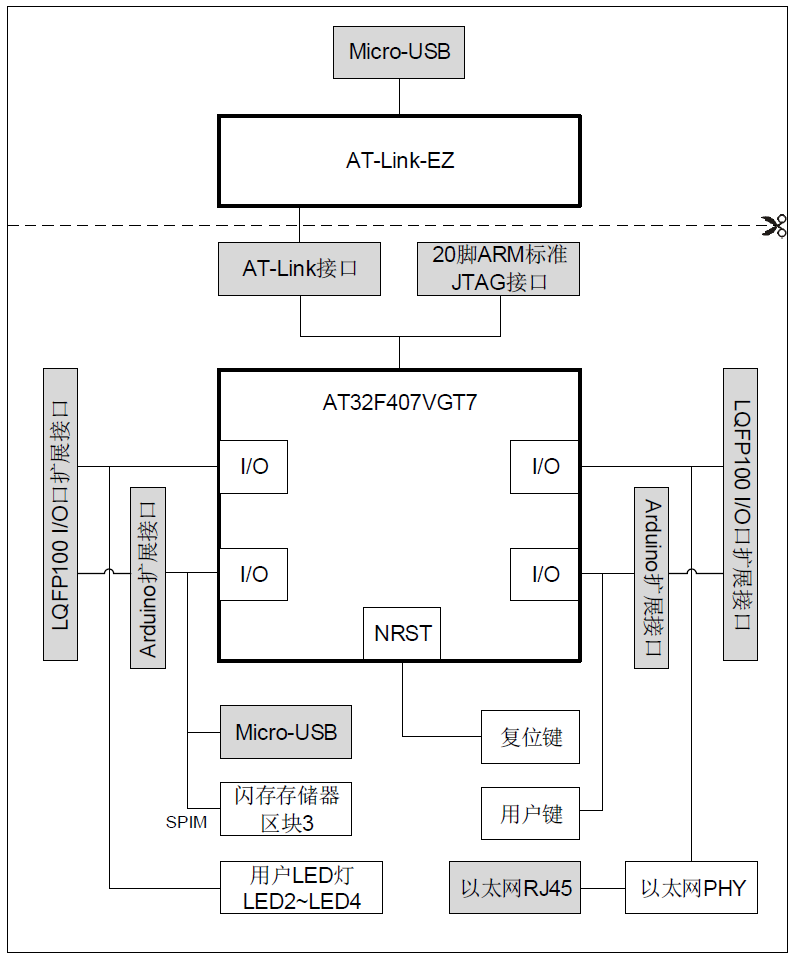 Micro-USB
AT-Link-EZ
AT-Link接口
20脚ARM标准
JTAG接口
AT32F407VGT7
LQFP100 I/O口扩展接口
Arduino扩展接口
I/O
I/O
I/O
I/O
NRST
Arduino扩展接口
LQFP100 I/O口扩展接口
Micro-USB
复位键
SPIM
闪存存储器
区块3
用户键
用户LED灯
LED2~LED4
以太网RJ45
以太网PHY